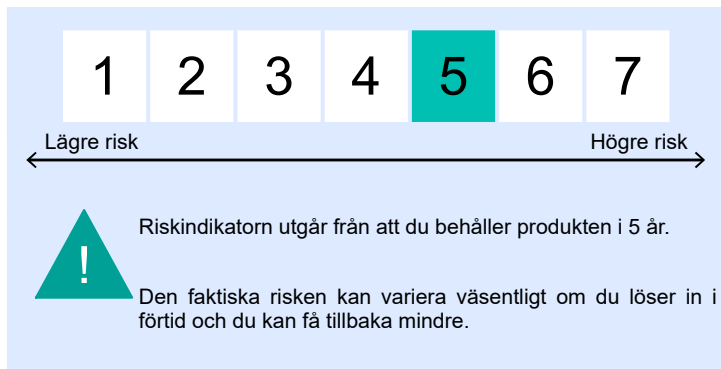 1 2 3 4 5 6 7
Lägre risk Högre risk
Riskindikatorn utgår från att du behåller produkten i 5 år.
!
Den faktiska risken kan variera väsentligt om du löser in i
förtid och du kan få tillbaka mindre.